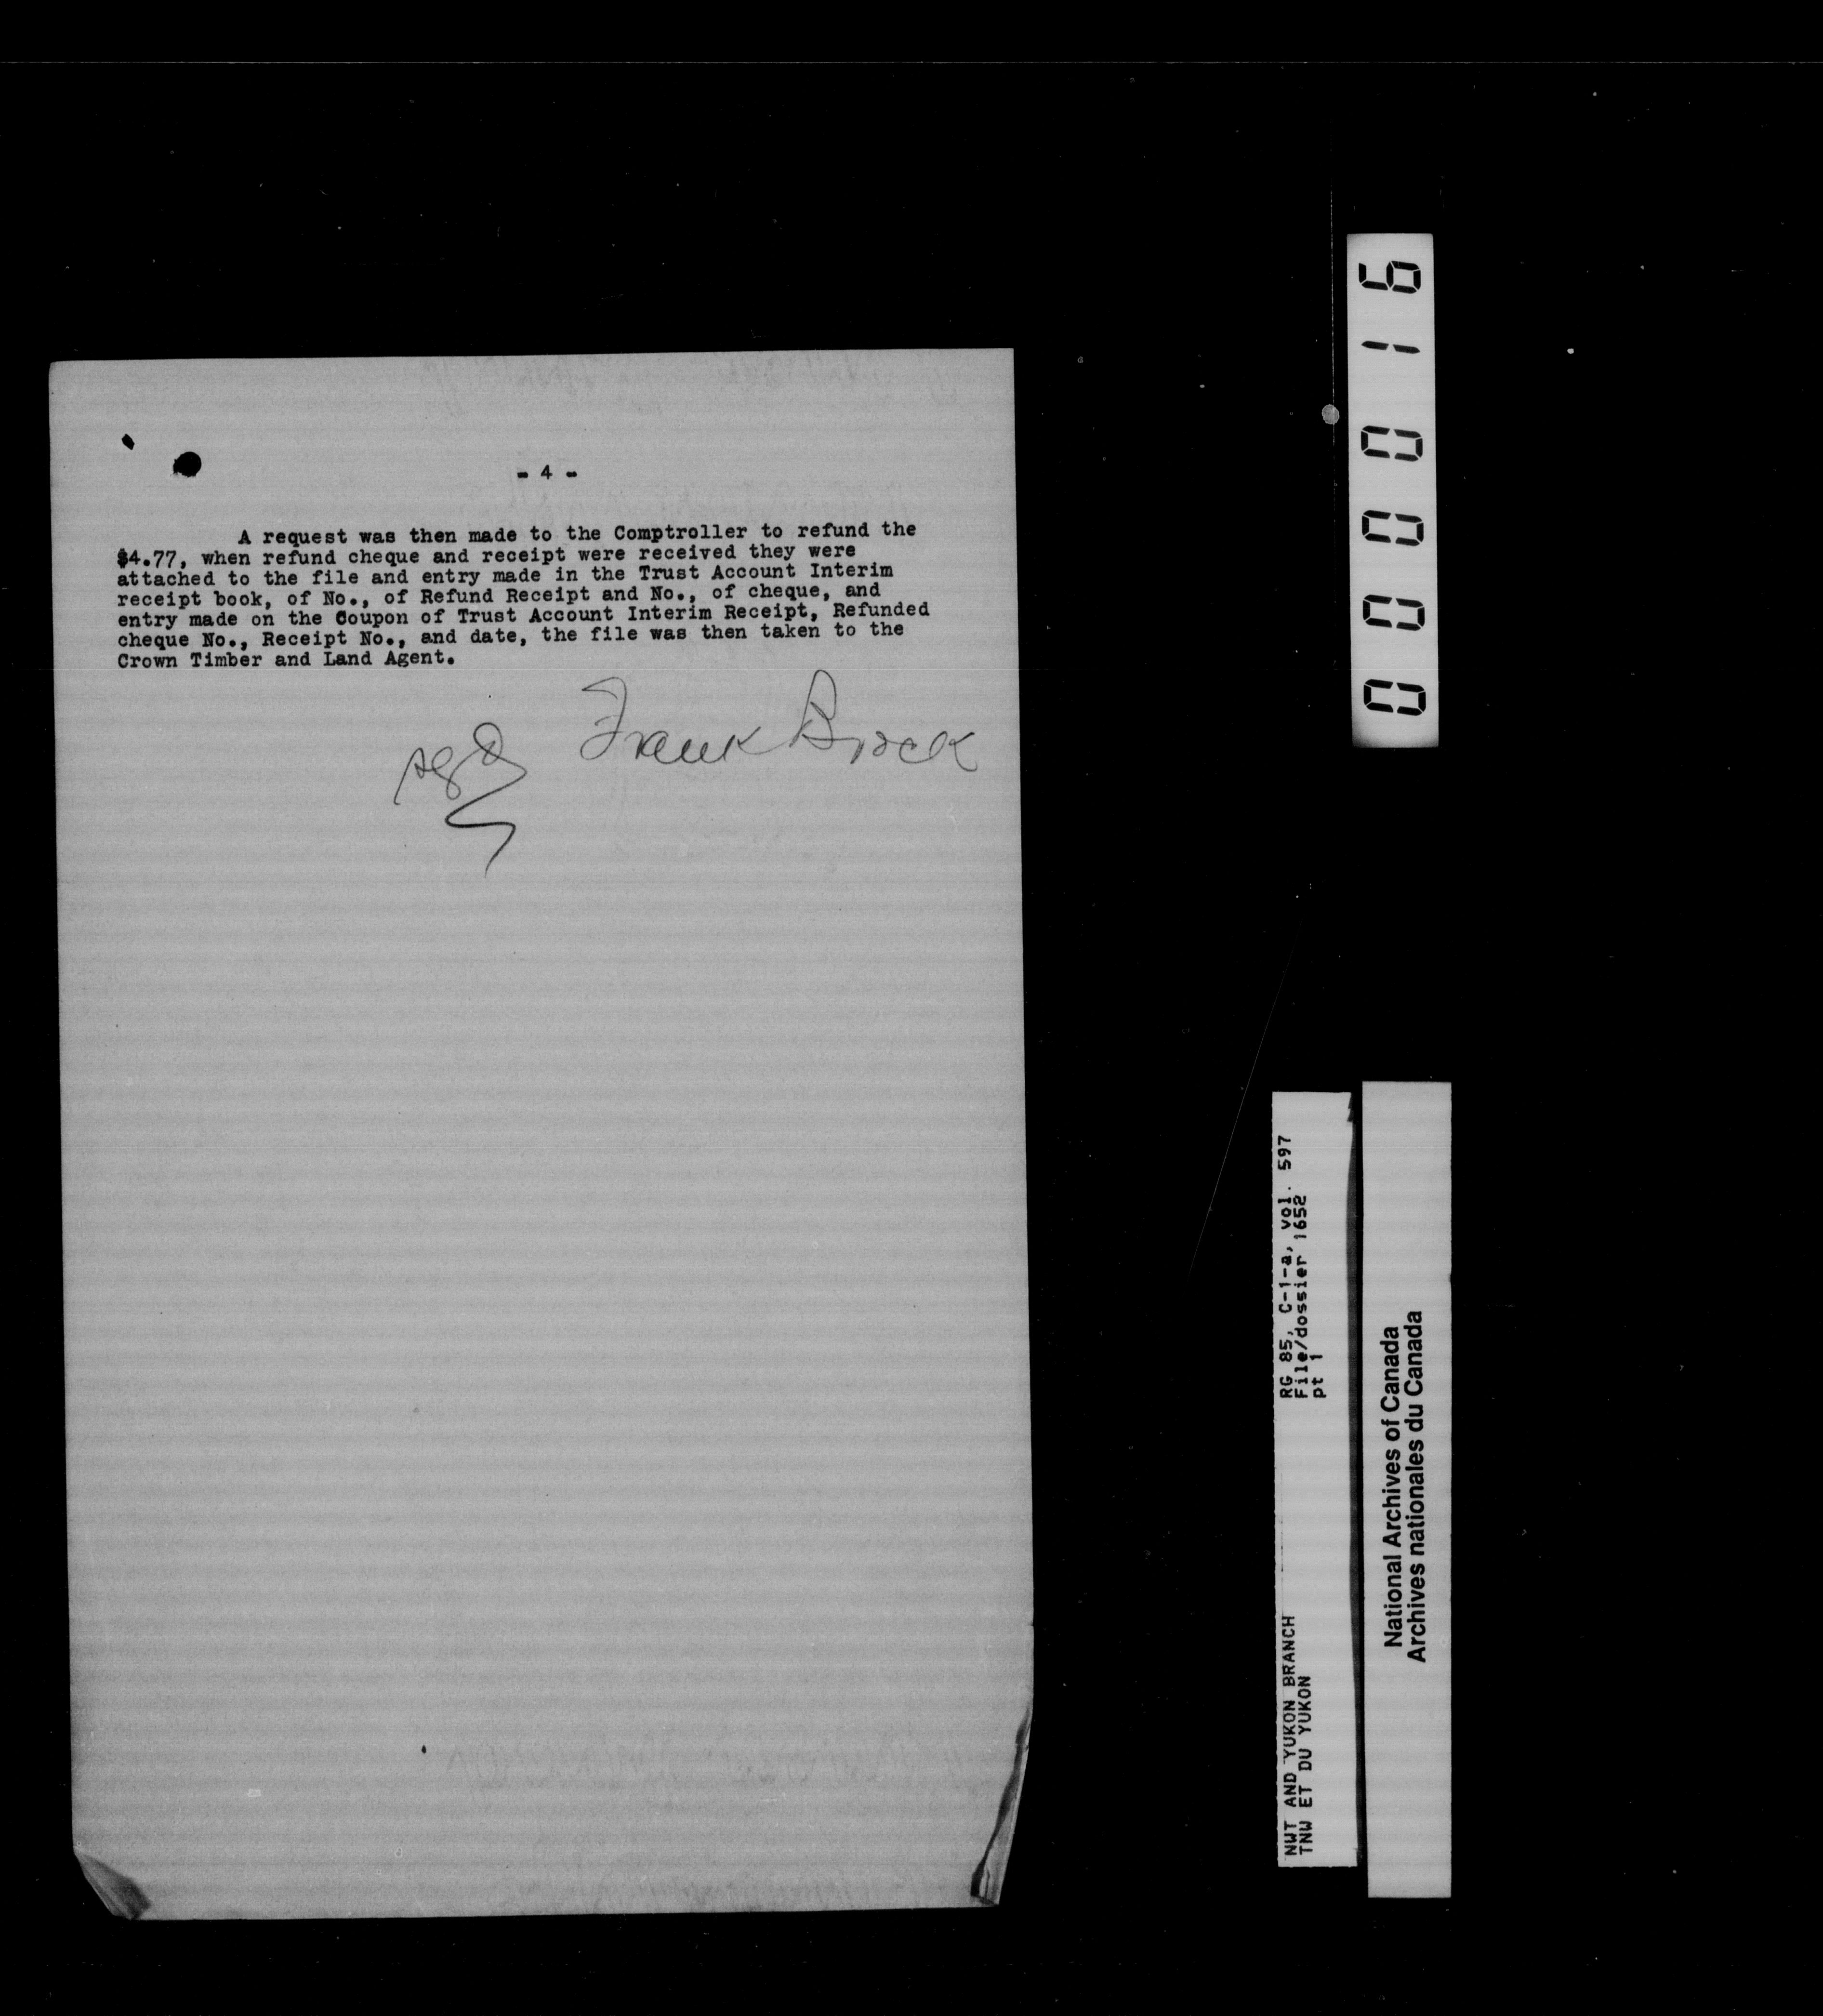 - 4 -
A request was then made to the Comptroller to refund the
$4.77, when refund cheque and receipt were received they were
attached to the file and entry made in the Trust Account Interim
receipt book, of No., of Refund Receipt and No., of cheque, and
entry made on the Coupon of Trust Account Interim Receipt, Refunded
cheque No., Receipt No., and date, the file was then taken to the
Crown Timber and Land Agent.
sgd Frank Brock
000016
RG 85, C-1-a, vol. 597
File/dossier 1652
pt 1
NWT AND YUKON BRANCH
TNW ET DU YUKON
National Archives of Canada
Archives nationales du Canada